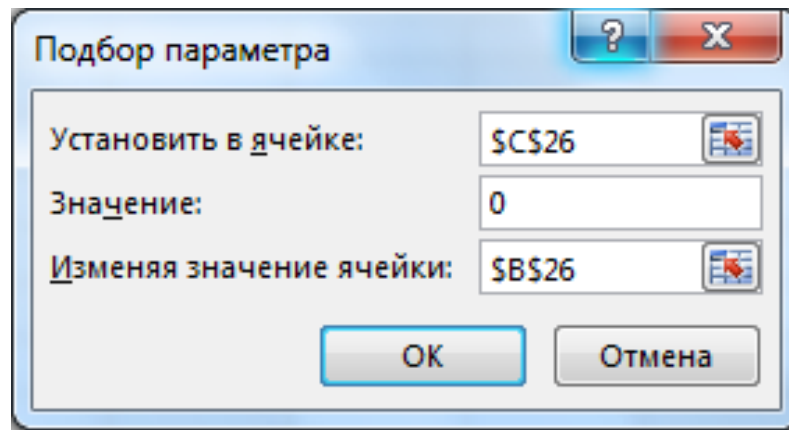 Подбор параметра
?
Установить в ячейке: $C$26
Значение: 0
Изменяя значение ячейки: $B$26
ОК Отмена